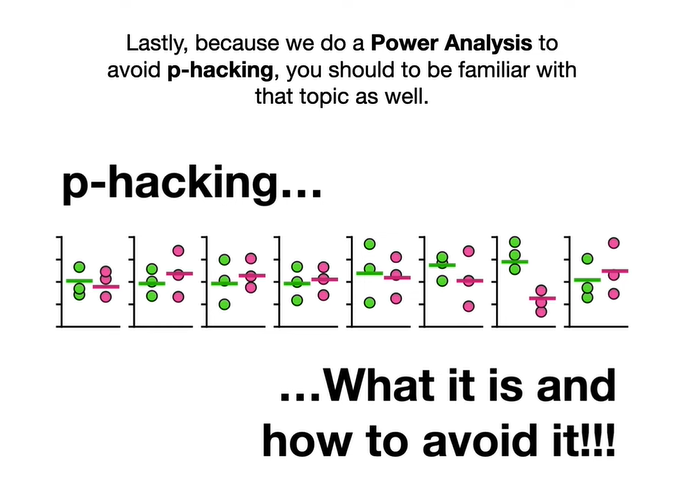 Lastly, because we do a Power Analysis to
avoid p-hacking, you should to be familiar with
that topic as well.
p-hacking...
...What it is and
how to avoid it!!!